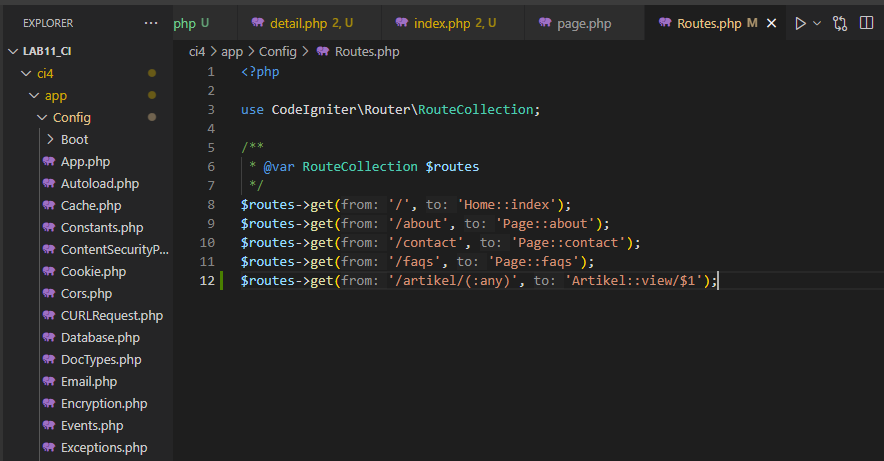 EXPLORER ···
php U detail.php 2, U index.php 2, U page.php Routes.php M
LAB11_CI
ci4
app
Config
Boot
App.php
Autoload.php
Cache.php
Constants.php
ContentSecurityP...
Cookie.php
Cors.php
CURLRequest.php
Database.php
DocTypes.php
Email.php
Encryption.php
Events.php
Exceptions.php
ci4 > app > Config > Routes.php
1 <?php
2
3 use CodeIgniter\Router\RouteCollection;
4
5 /**
6 * @var RouteCollection $routes
7 */
8 $routes->get(from: '/', to: 'Home::index');
9 $routes->get(from: '/about', to: 'Page::about');
10 $routes->get(from: '/contact', to: 'Page::contact');
11 $routes->get(from: '/faqs', to: 'Page::faqs');
12 $routes->get(from: '/artikel/(:any)', to: 'Artikel::view/$1');